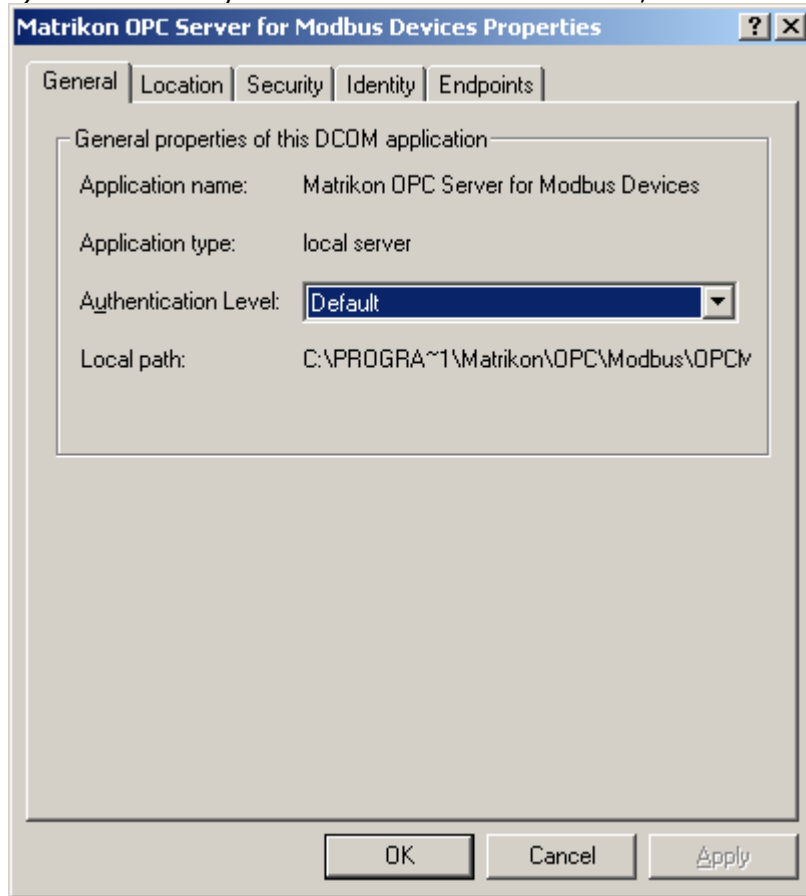 Matrikon OPC Server for Modbus Devices Properties
General Location Security Identity Endpoints
General properties of this DCOM application
Application name: Matrikon OPC Server for Modbus Devices
Application type: local server
Authentication Level: Default
Local path: C:\PROGRA~1\Matrikon\OPC\Modbus\OPCM
OK Cancel Apply